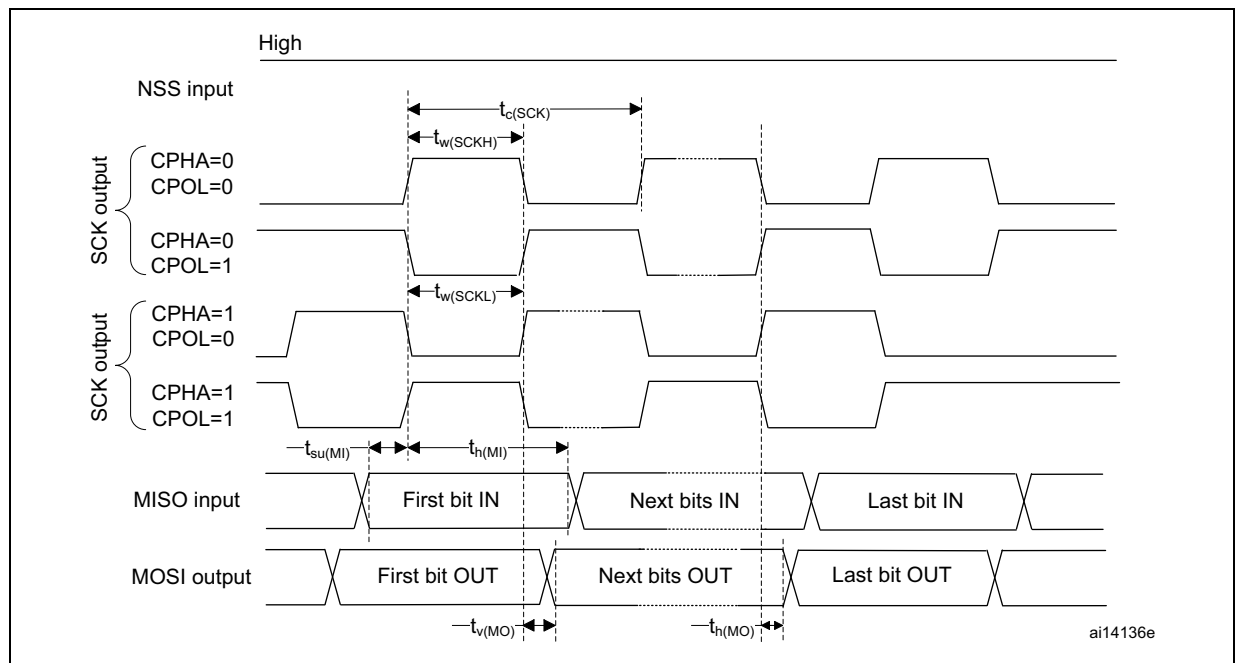 High
NSS input
tc(SCK)
tw(SCKH)
SCK output
CPHA=0
CPOL=0
CPHA=0
CPOL=1
tw(SCKL)
SCK output
CPHA=1
CPOL=0
CPHA=1
CPOL=1
tsu(MI)
th(MI)
MISO input
First bit IN
Next bits IN
Last bit IN
MOSI output
First bit OUT
Next bits OUT
Last bit OUT
tv(MO)
th(MO)
ai14136e